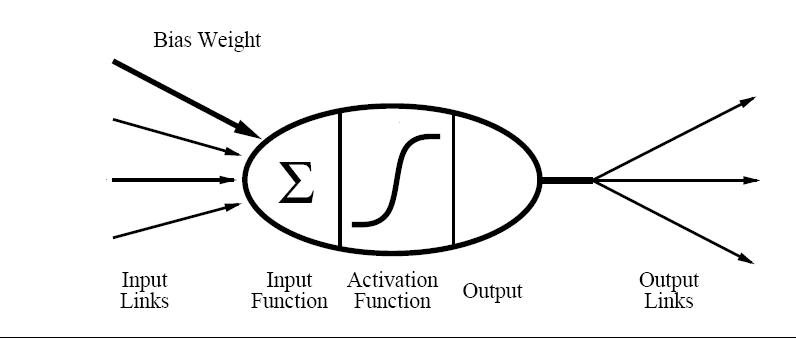 Bias Weight
Σ
Input
Links
Input
Function
Activation
Function
Output
Output
Links